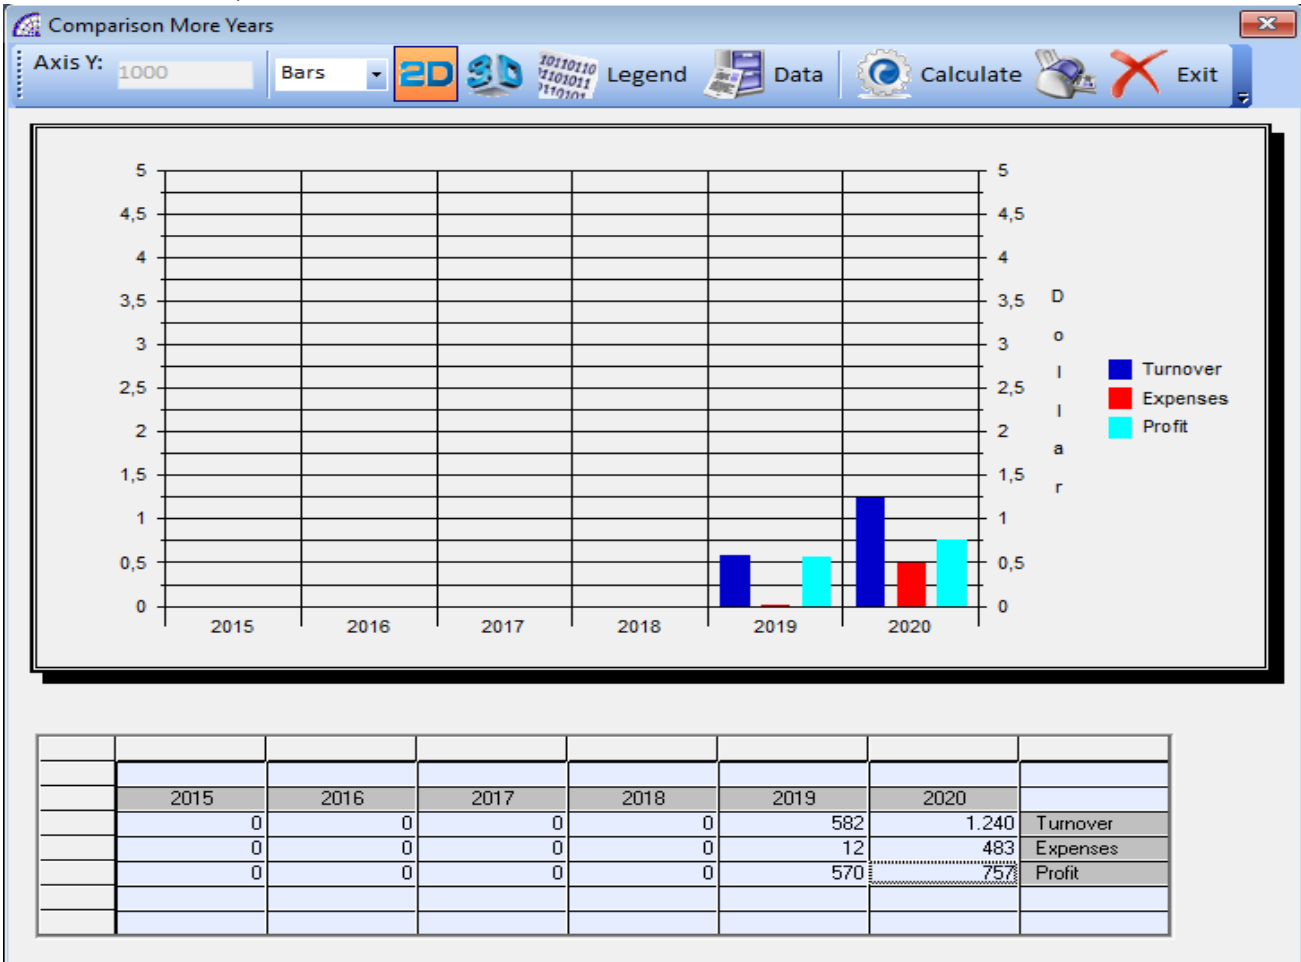 Comparison More Years
Axis Y: 1000 Bars 2D 3D Legend Data Calculate Exit
5 5
4,5 4,5
4 4
3,5 3,5
3 3
2,5 2,5
2 2
1,5 1,5
1 1
0,5 0,5
0 0
2015 2016 2017 2018 2019 2020
Dollar
Turnover
Expenses
Profit
2015 2016 2017 2018 2019 2020
0 0 0 0 582 1.240 Turnover
0 0 0 0 12 483 Expenses
0 0 0 0 570 757 Profit